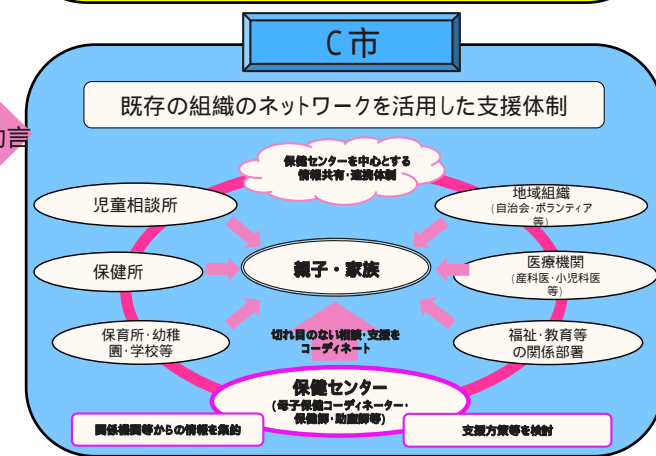 C市
既存の組織のネットワークを活用した支援体制
言
保健センターを中心とする
情報共有・連携体制
児童相談所
地域組織
(自治会・ボランティア
等)
保健所
親子・家族
医療機関
(産科医・小児科医
等)
保育所・幼稚
園・学校等
切れ目のない相談・支援を
コーディネート
福祉・教育等
の関係部署
保健センター
(母子保健コーディネーター・
保健師・助産師等)
関係機関等からの情報を集約
支援方策等を検討